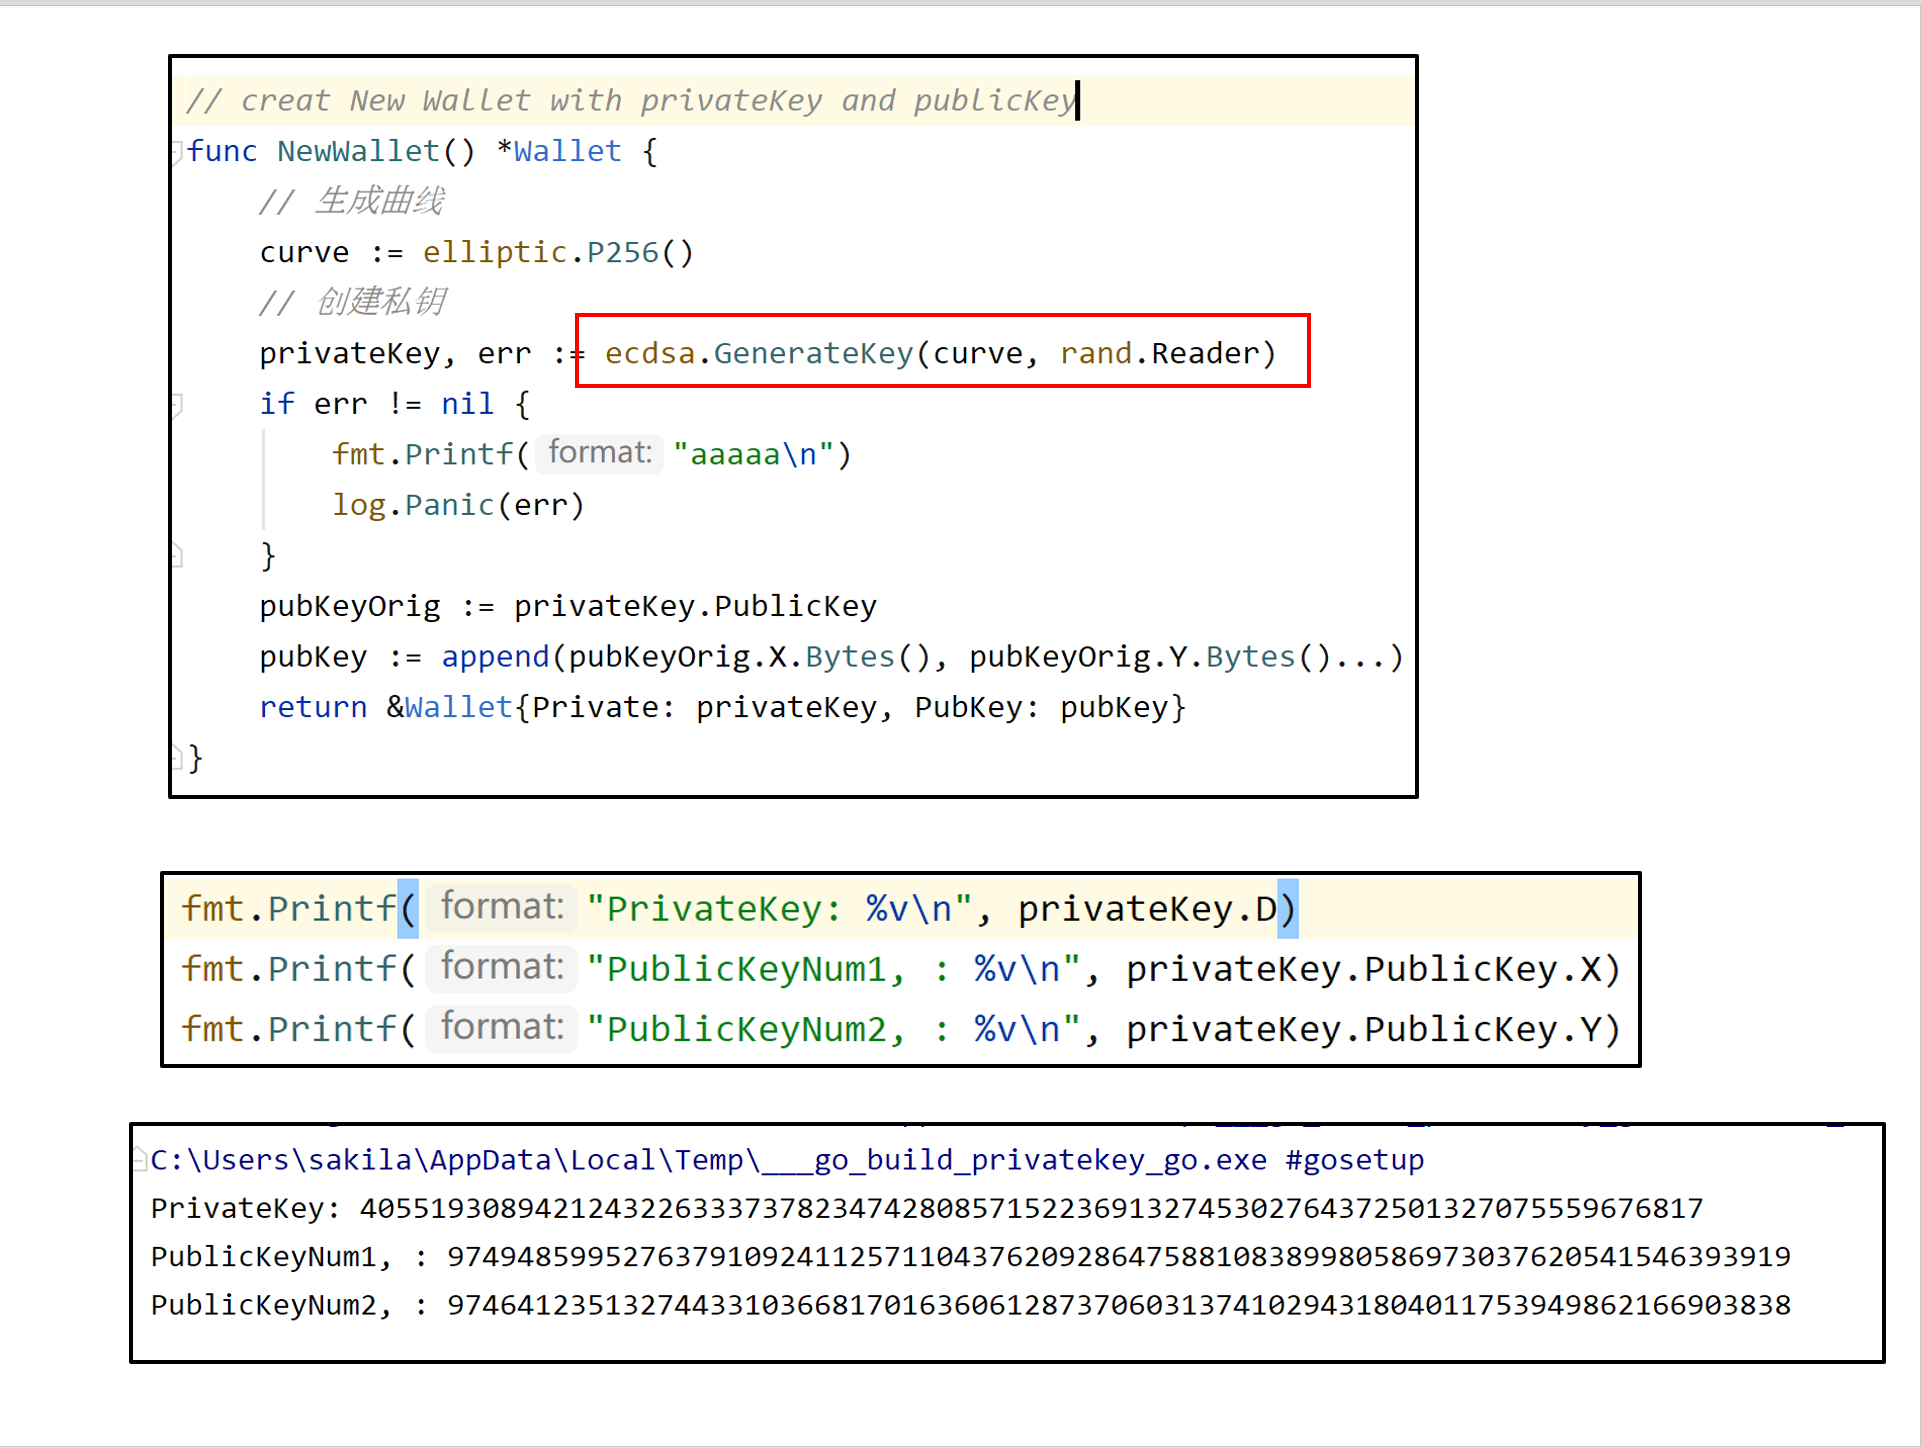 // creat New Wallet with privateKey and publicKey
func NewWallet() *Wallet {
// 生成曲线
curve := elliptic.P256()
// 创建私钥
privateKey, err := ecdsa.GenerateKey(curve, rand.Reader)
if err != nil {
fmt.Printf( format: "aaaaa\n")
log.Panic(err)
}
pubKeyOrig := privateKey.PublicKey
pubKey := append(pubKeyOrig.X.Bytes(), pubKeyOrig.Y.Bytes()...)
return &Wallet{Private: privateKey, PubKey: pubKey}
}
fmt.Printf( format: "PrivateKey: %v\n", privateKey.D)
fmt.Printf( format: "PublicKeyNum1, : %v\n", privateKey.PublicKey.X)
fmt.Printf( format: "PublicKeyNum2, : %v\n", privateKey.PublicKey.Y)
C:\Users\sakila\AppData\Local\Temp\___go_build_privatekey_go.exe #gosetup
PrivateKey: 40551930894212432263337378234742808571522369132745302764372501327075559676817
PublicKeyNum1, : 97494859952763791092411257110437620928647588108389980586973037620541546393919
PublicKeyNum2, : 97464123513274433103668170163606128737060313741029431804011753949862166903838